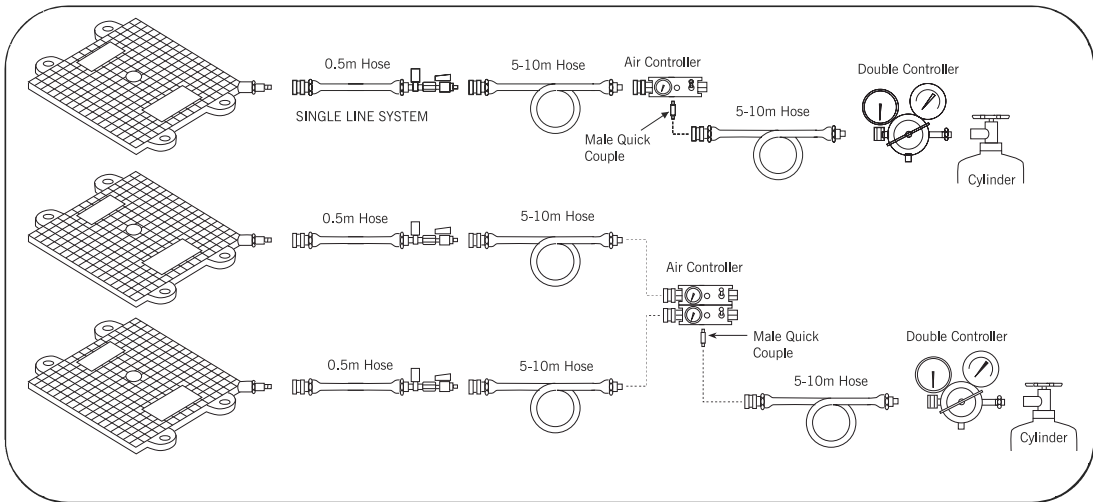 0.5m Hose
5-10m Hose
Air Controller
Double Controller
SINGLE LINE SYSTEM
5-10m Hose
Male Quick
Couple
Cylinder
0.5m Hose
5-10m Hose
Air Controller
Male Quick
Couple
Double Controller
0.5m Hose
5-10m Hose
5-10m Hose
Cylinder